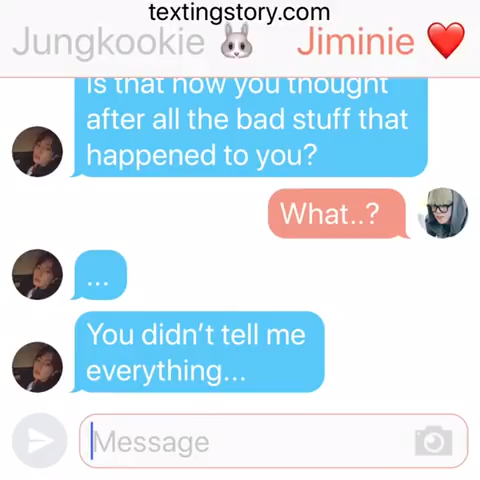 textingstory.com
Jungkookie 🐰 Jiminie ❤️
Is that how you thought
after all the bad stuff that
happened to you?
What..?
...
You didn't tell me
everything...
Message